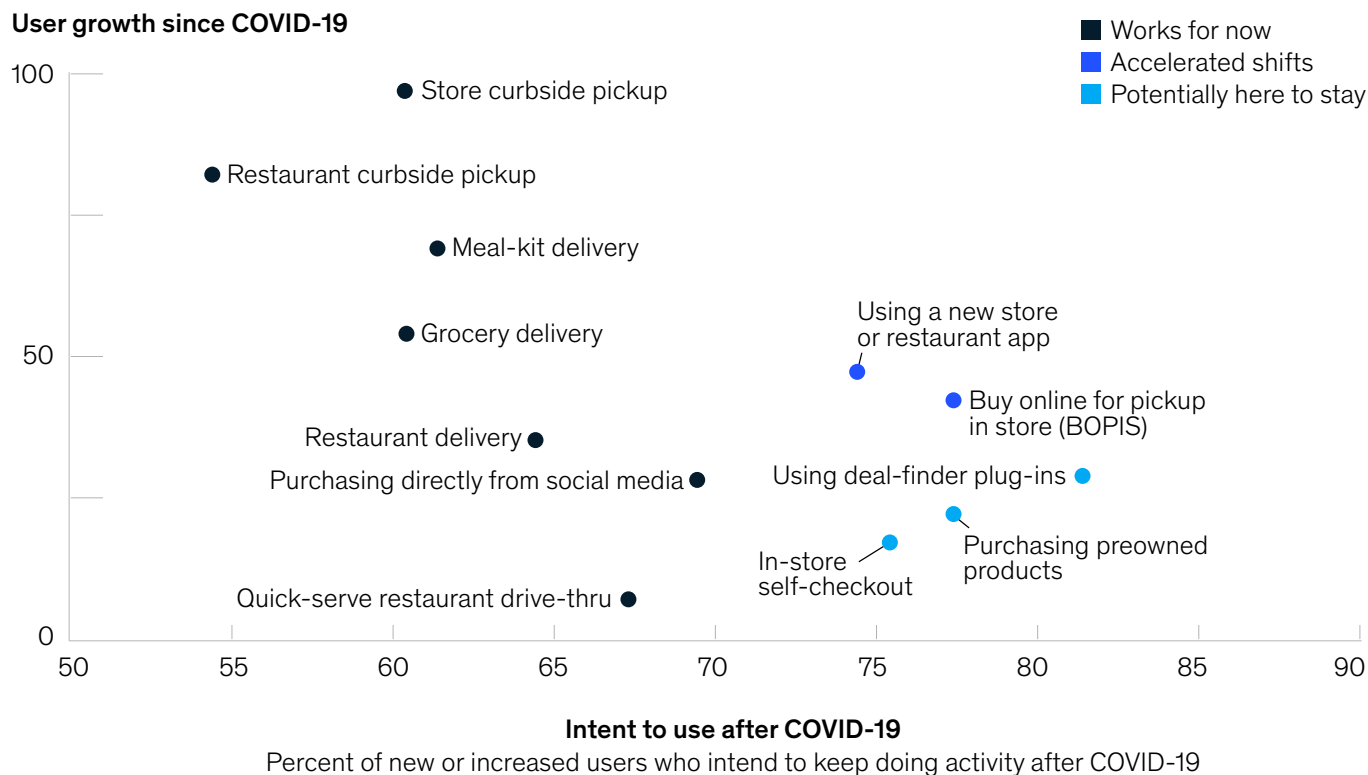 User growth since COVID-19
Works for now
Accelerated shifts
Potentially here to stay
100
Store curbside pickup
Restaurant curbside pickup
Meal-kit delivery
Using a new store
or restaurant app
Grocery delivery
50
Buy online for pickup
in store (BOPIS)
Restaurant delivery
Purchasing directly from social media
Using deal-finder plug-ins
Purchasing preowned
products
In-store
self-checkout
Quick-serve restaurant drive-thru
0
50 55 60 65 70 75 80 85 90
Intent to use after COVID-19
Percent of new or increased users who intend to keep doing activity after COVID-19